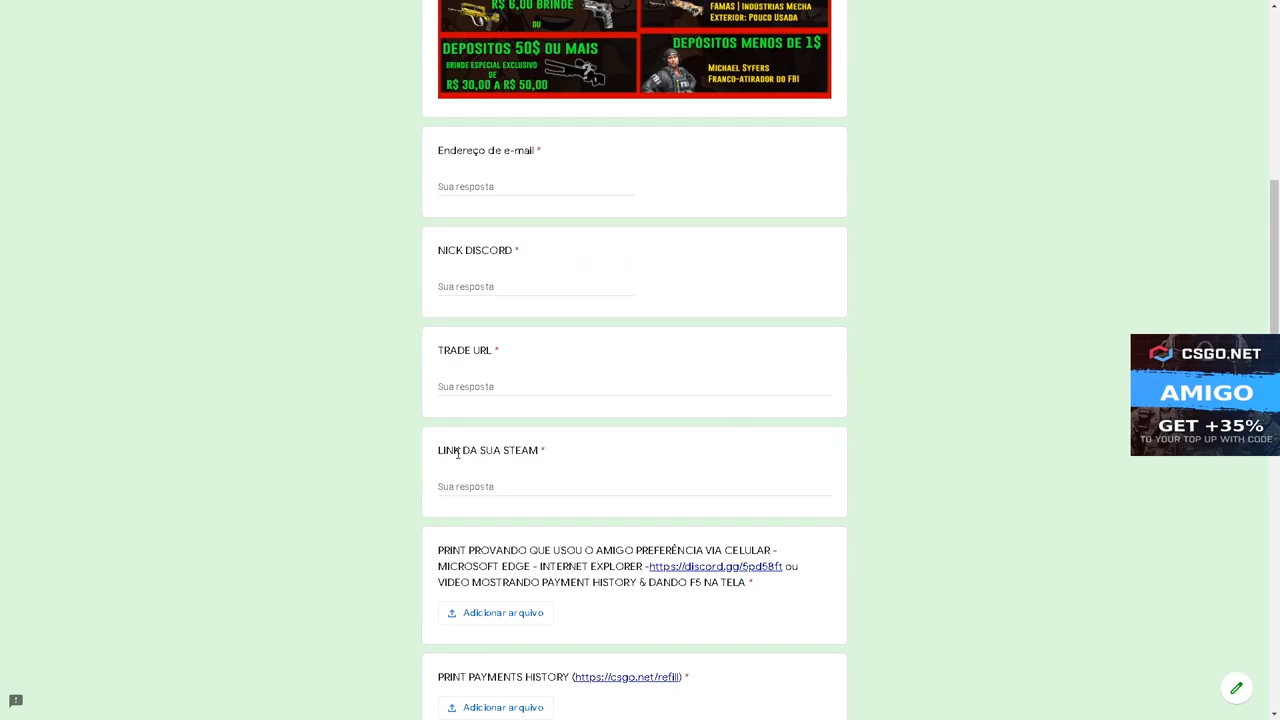 R$ 6,00 BRINDE
OU
FAMAS | INDÚSTRIAS MECHA
EXTERIOR: POUCO USADA
DEPOSITOS 50$ OU MAIS
BRINDE ESPECIAL EXCLUSIVO
DE
R$ 30,00 A R$ 50,00
DEPÓSITOS MENOS DE 1$
MICHAEL SYFERS
FRANCO-ATIRADOR DO FBI
Endereço de e-mail *
Sua resposta
NICK DISCORD *
Sua resposta
TRADE URL *
Sua resposta
LINK DA SUA STEAM *
Sua resposta
PRINT PROVANDO QUE USOU O AMIGO PREFERÊNCIA VIA CELULAR -
MICROSOFT EDGE - INTERNET EXPLORER -https://discord.gg/5pd58ft ou
VIDEO MOSTRANDO PAYMENT HISTORY & DANDO F5 NA TELA *
Adicionar arquivo
PRINT PAYMENTS HISTORY (https://csgo.net/refill) *
Adicionar arquivo
CSGO.NET
AMIGO
GET +35%
TO YOUR TOP UP WITH CODE